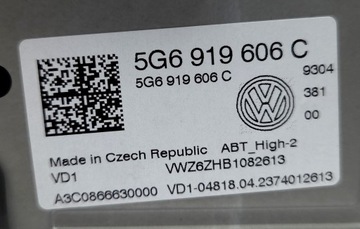 5G6 919 606 C
5G6 919 606 C
9304
381
00
Made in Czech Republic ABT_High-2
VD1 VWZ6ZHB1082613
A3C0866630000 VD1-04818.04.2374012613